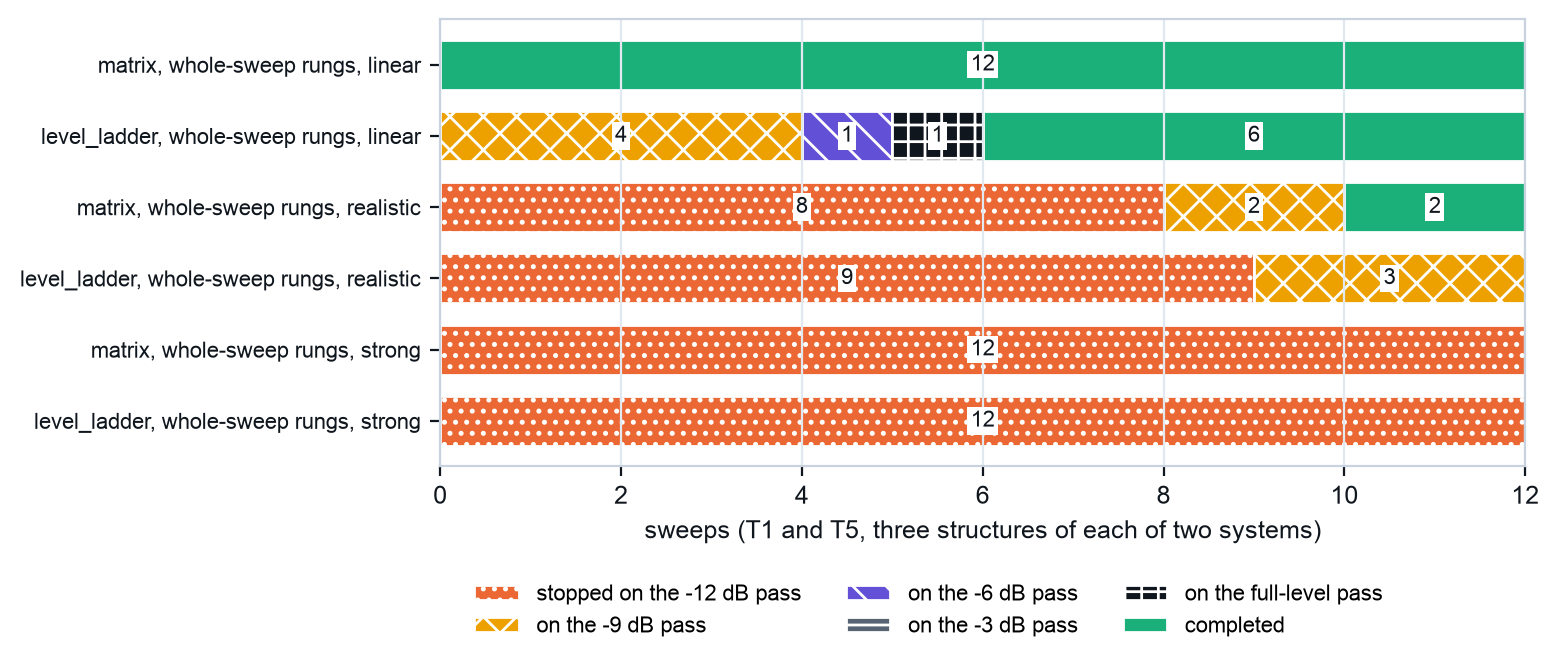 matrix, whole-sweep rungs, linear
12
level_ladder, whole-sweep rungs, linear
4 1 1 6
matrix, whole-sweep rungs, realistic
8 2 2
level_ladder, whole-sweep rungs, realistic
9 3
matrix, whole-sweep rungs, strong
12
level_ladder, whole-sweep rungs, strong
12
0 2 4 6 8 10 12
sweeps (T1 and T5, three structures of each of two systems)
stopped on the -12 dB pass
on the -9 dB pass
on the -6 dB pass
on the -3 dB pass
on the full-level pass
completed